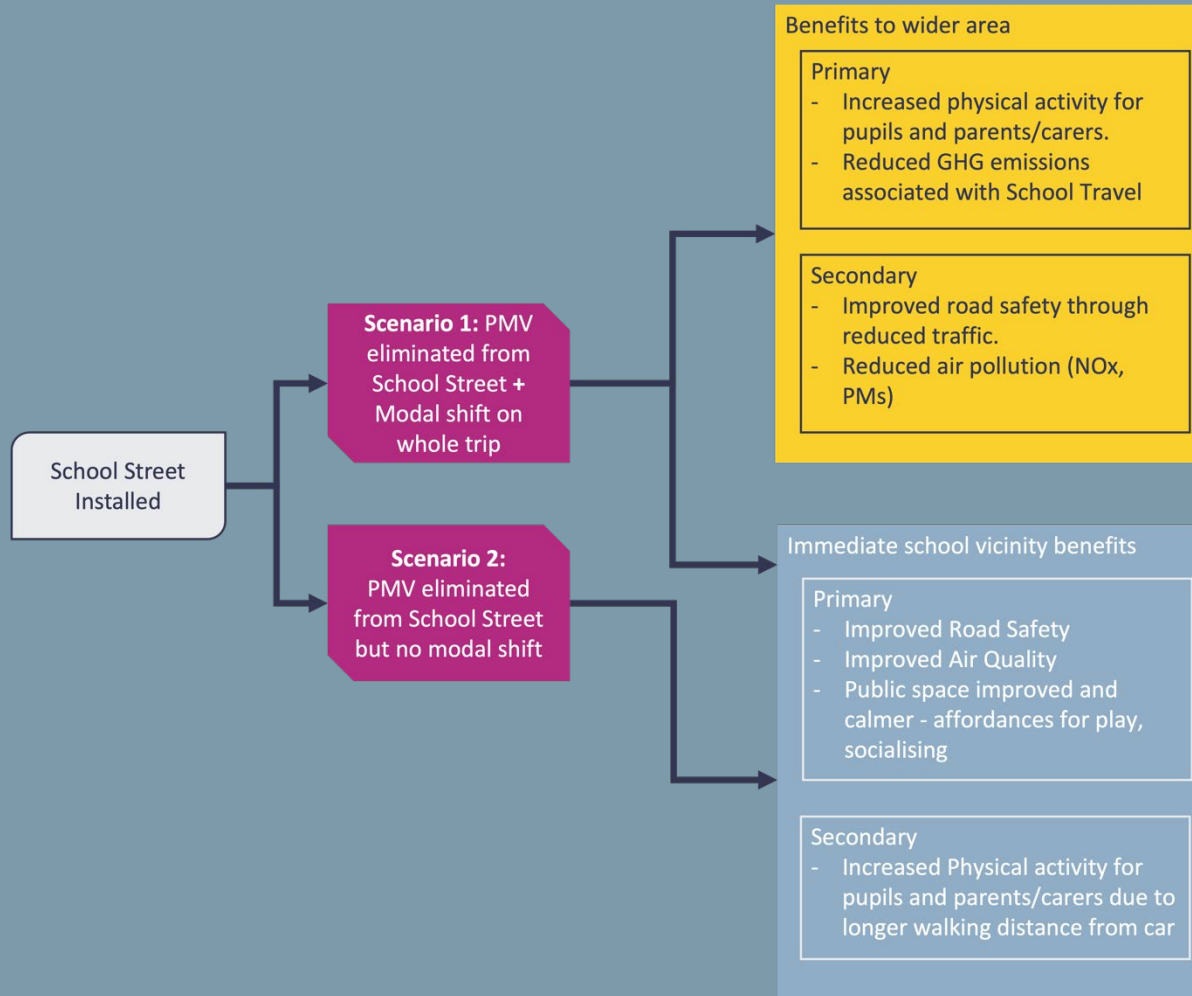 School Street
Installed
Scenario 1: PMV
eliminated from
School Street +
Modal shift on
whole trip
Scenario 2:
PMV eliminated
from School Street
but no modal shift
Benefits to wider area
Primary
- Increased physical activity for
pupils and parents/carers.
- Reduced GHG emissions
associated with School Travel
Secondary
- Improved road safety through
reduced traffic.
- Reduced air pollution (NOx,
PMs)
Immediate school vicinity benefits
Primary
- Improved Road Safety
- Improved Air Quality
- Public space improved and
calmer - affordances for play,
socialising
Secondary
- Increased Physical activity for
pupils and parents/carers due to
longer walking distance from car